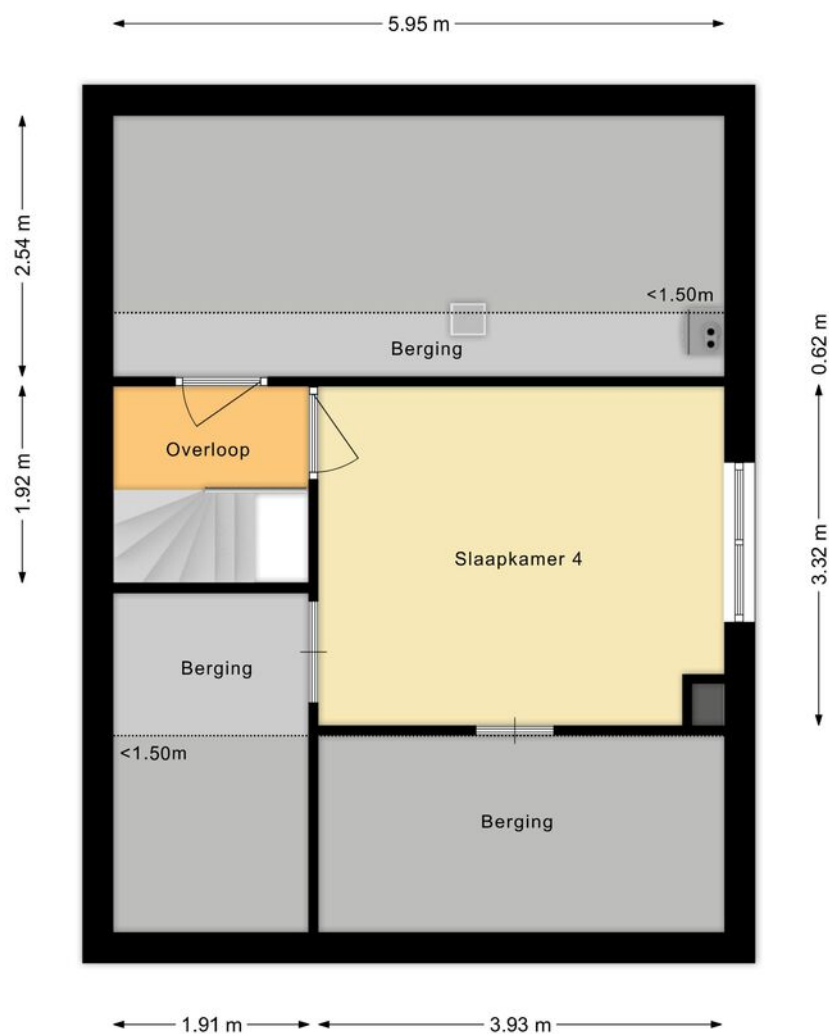 5.95 m
2.54 m
<1.50m
0.62 m
Berging
Overloop
1.92 m
3.32 m
Slaapkamer 4
Berging
<1.50m
Berging
1.91 m
3.93 m